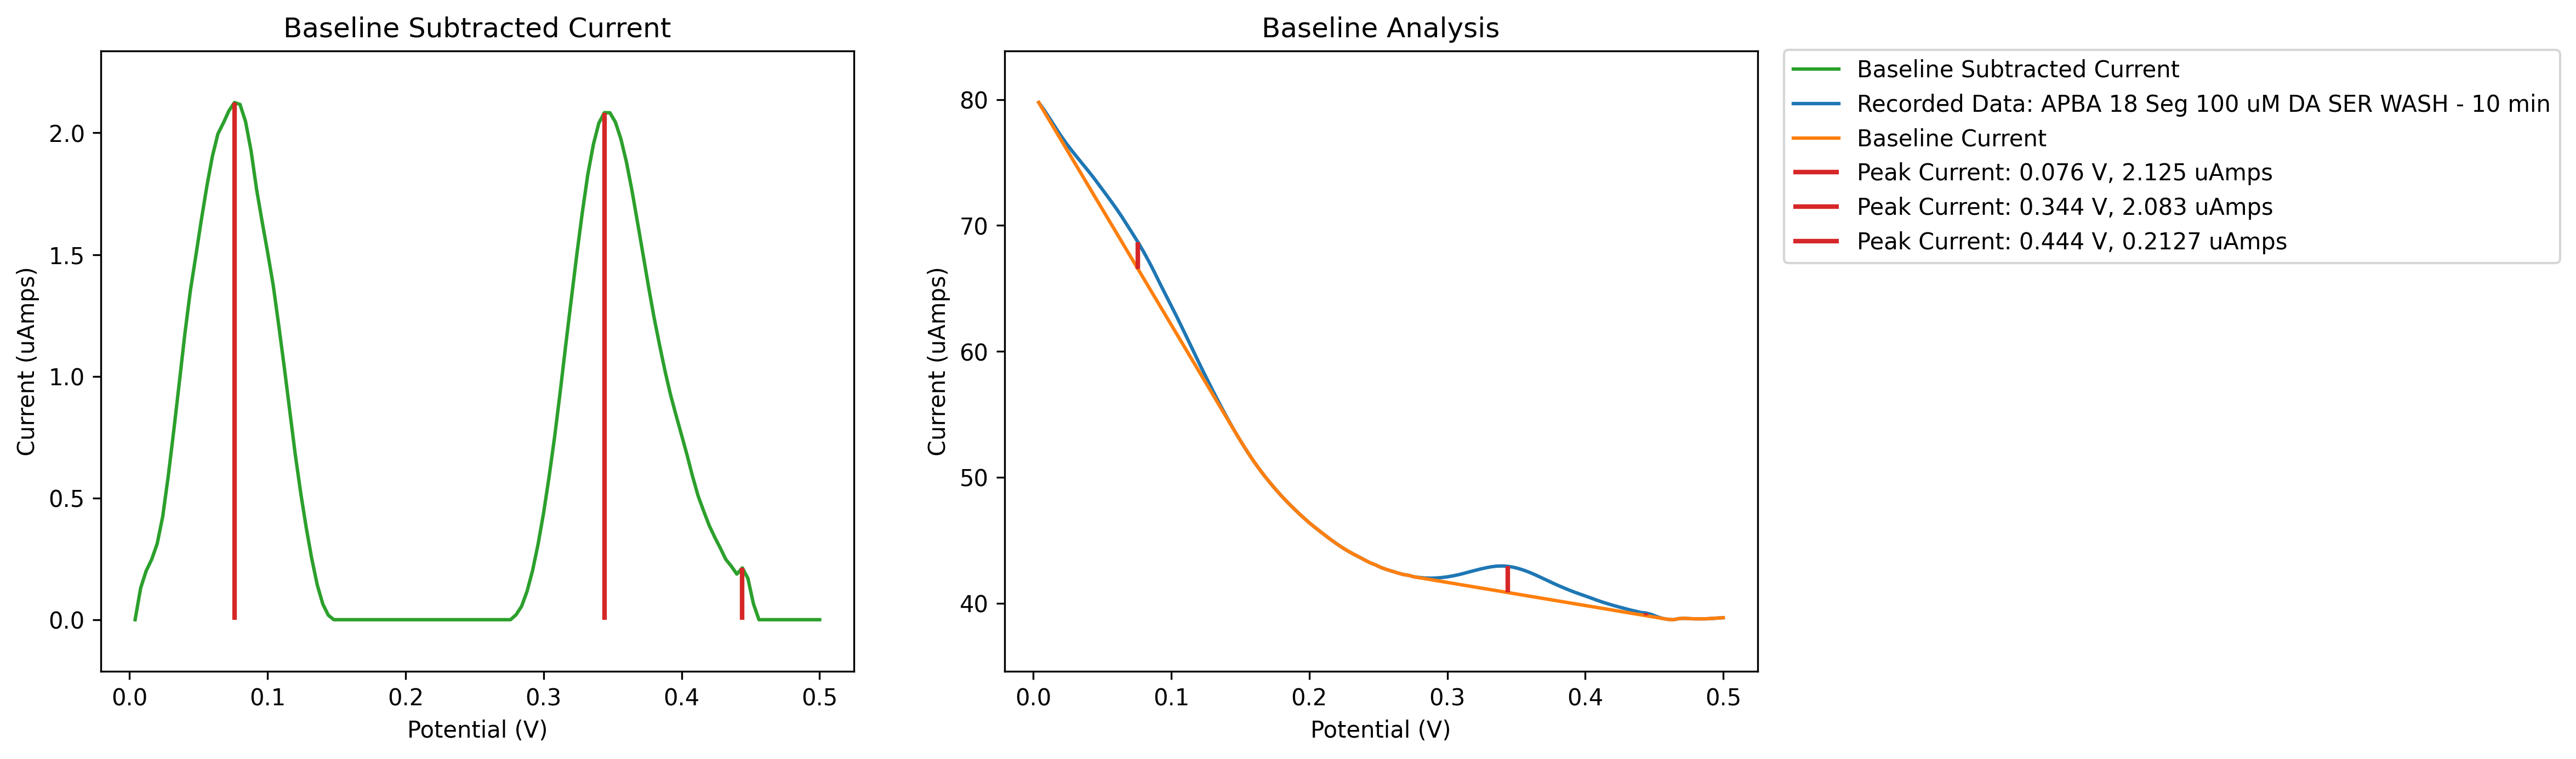 Baseline Subtracted Current
Current (uAmps)
2.0
1.5
1.0
0.5
0.0
0.0 0.1 0.2 0.3 0.4 0.5
Potential (V)
Baseline Analysis
Current (uAmps)
80
70
60
50
40
0.0 0.1 0.2 0.3 0.4 0.5
Potential (V)
Baseline Subtracted Current
Recorded Data: APBA 18 Seg 100 uM DA SER WASH - 10 min
Baseline Current
Peak Current: 0.076 V, 2.125 uAmps
Peak Current: 0.344 V, 2.083 uAmps
Peak Current: 0.444 V, 0.2127 uAmps